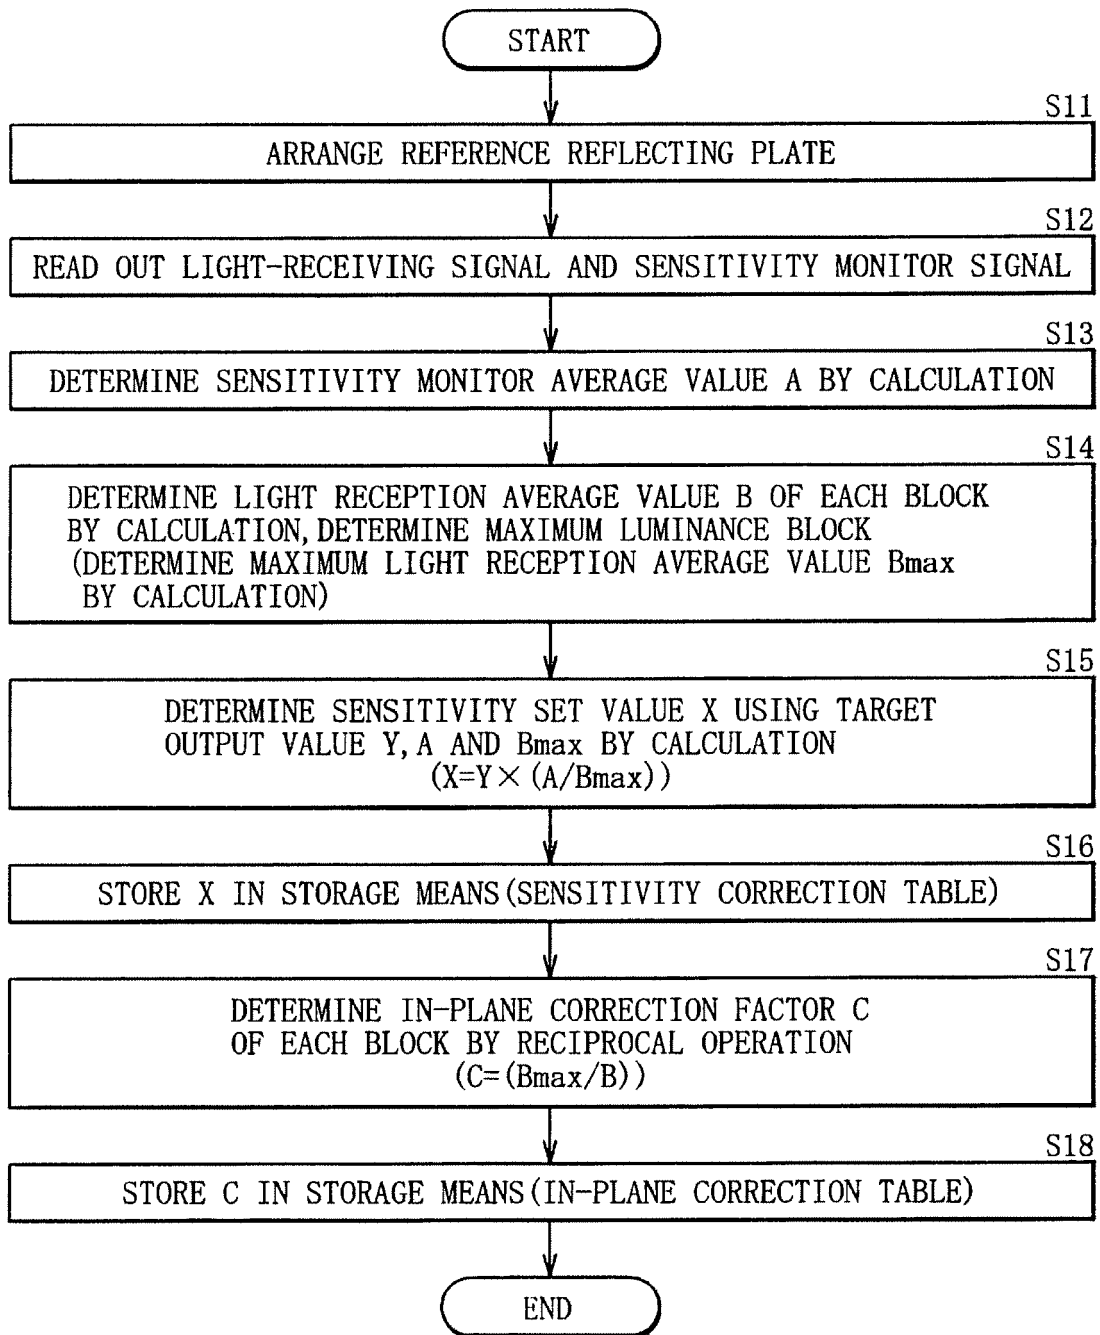 START
S11
ARRANGE REFERENCE REFLECTING PLATE
S12
READ OUT LIGHT-RECEIVING SIGNAL AND SENSITIVITY MONITOR SIGNAL
S13
DETERMINE SENSITIVITY MONITOR AVERAGE VALUE A BY CALCULATION
S14
DETERMINE LIGHT RECEPTION AVERAGE VALUE B OF EACH BLOCK
BY CALCULATION, DETERMINE MAXIMUM LUMINANCE BLOCK
(DETERMINE MAXIMUM LIGHT RECEPTION AVERAGE VALUE Bmax
BY CALCULATION)
S15
DETERMINE SENSITIVITY SET VALUE X USING TARGET
OUTPUT VALUE Y, A AND Bmax BY CALCULATION
(X=Y×(A/Bmax))
S16
STORE X IN STORAGE MEANS(SENSITIVITY CORRECTION TABLE)
S17
DETERMINE IN-PLANE CORRECTION FACTOR C
OF EACH BLOCK BY RECIPROCAL OPERATION
(C=(Bmax/B))
S18
STORE C IN STORAGE MEANS(IN-PLANE CORRECTION TABLE)
END